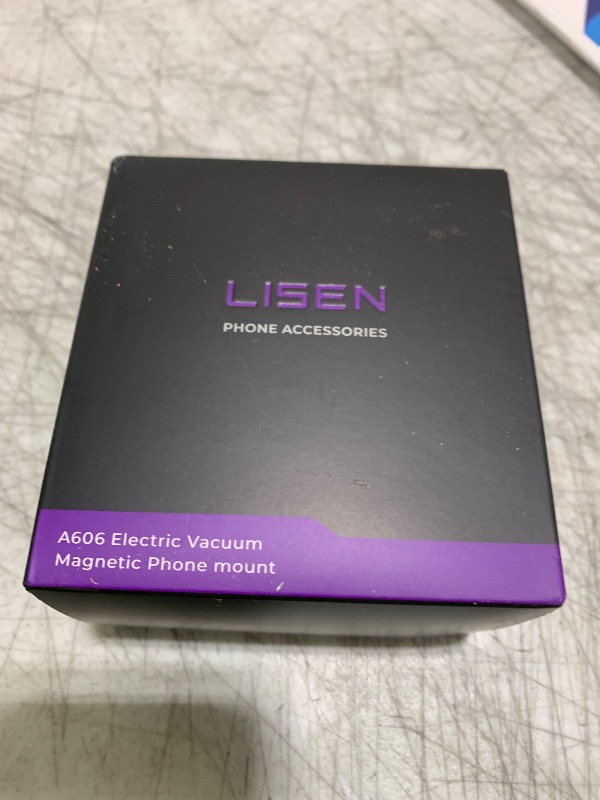 LISEN
PHONE ACCESSORIES
A606 Electric Vacuum
Magnetic Phone mount